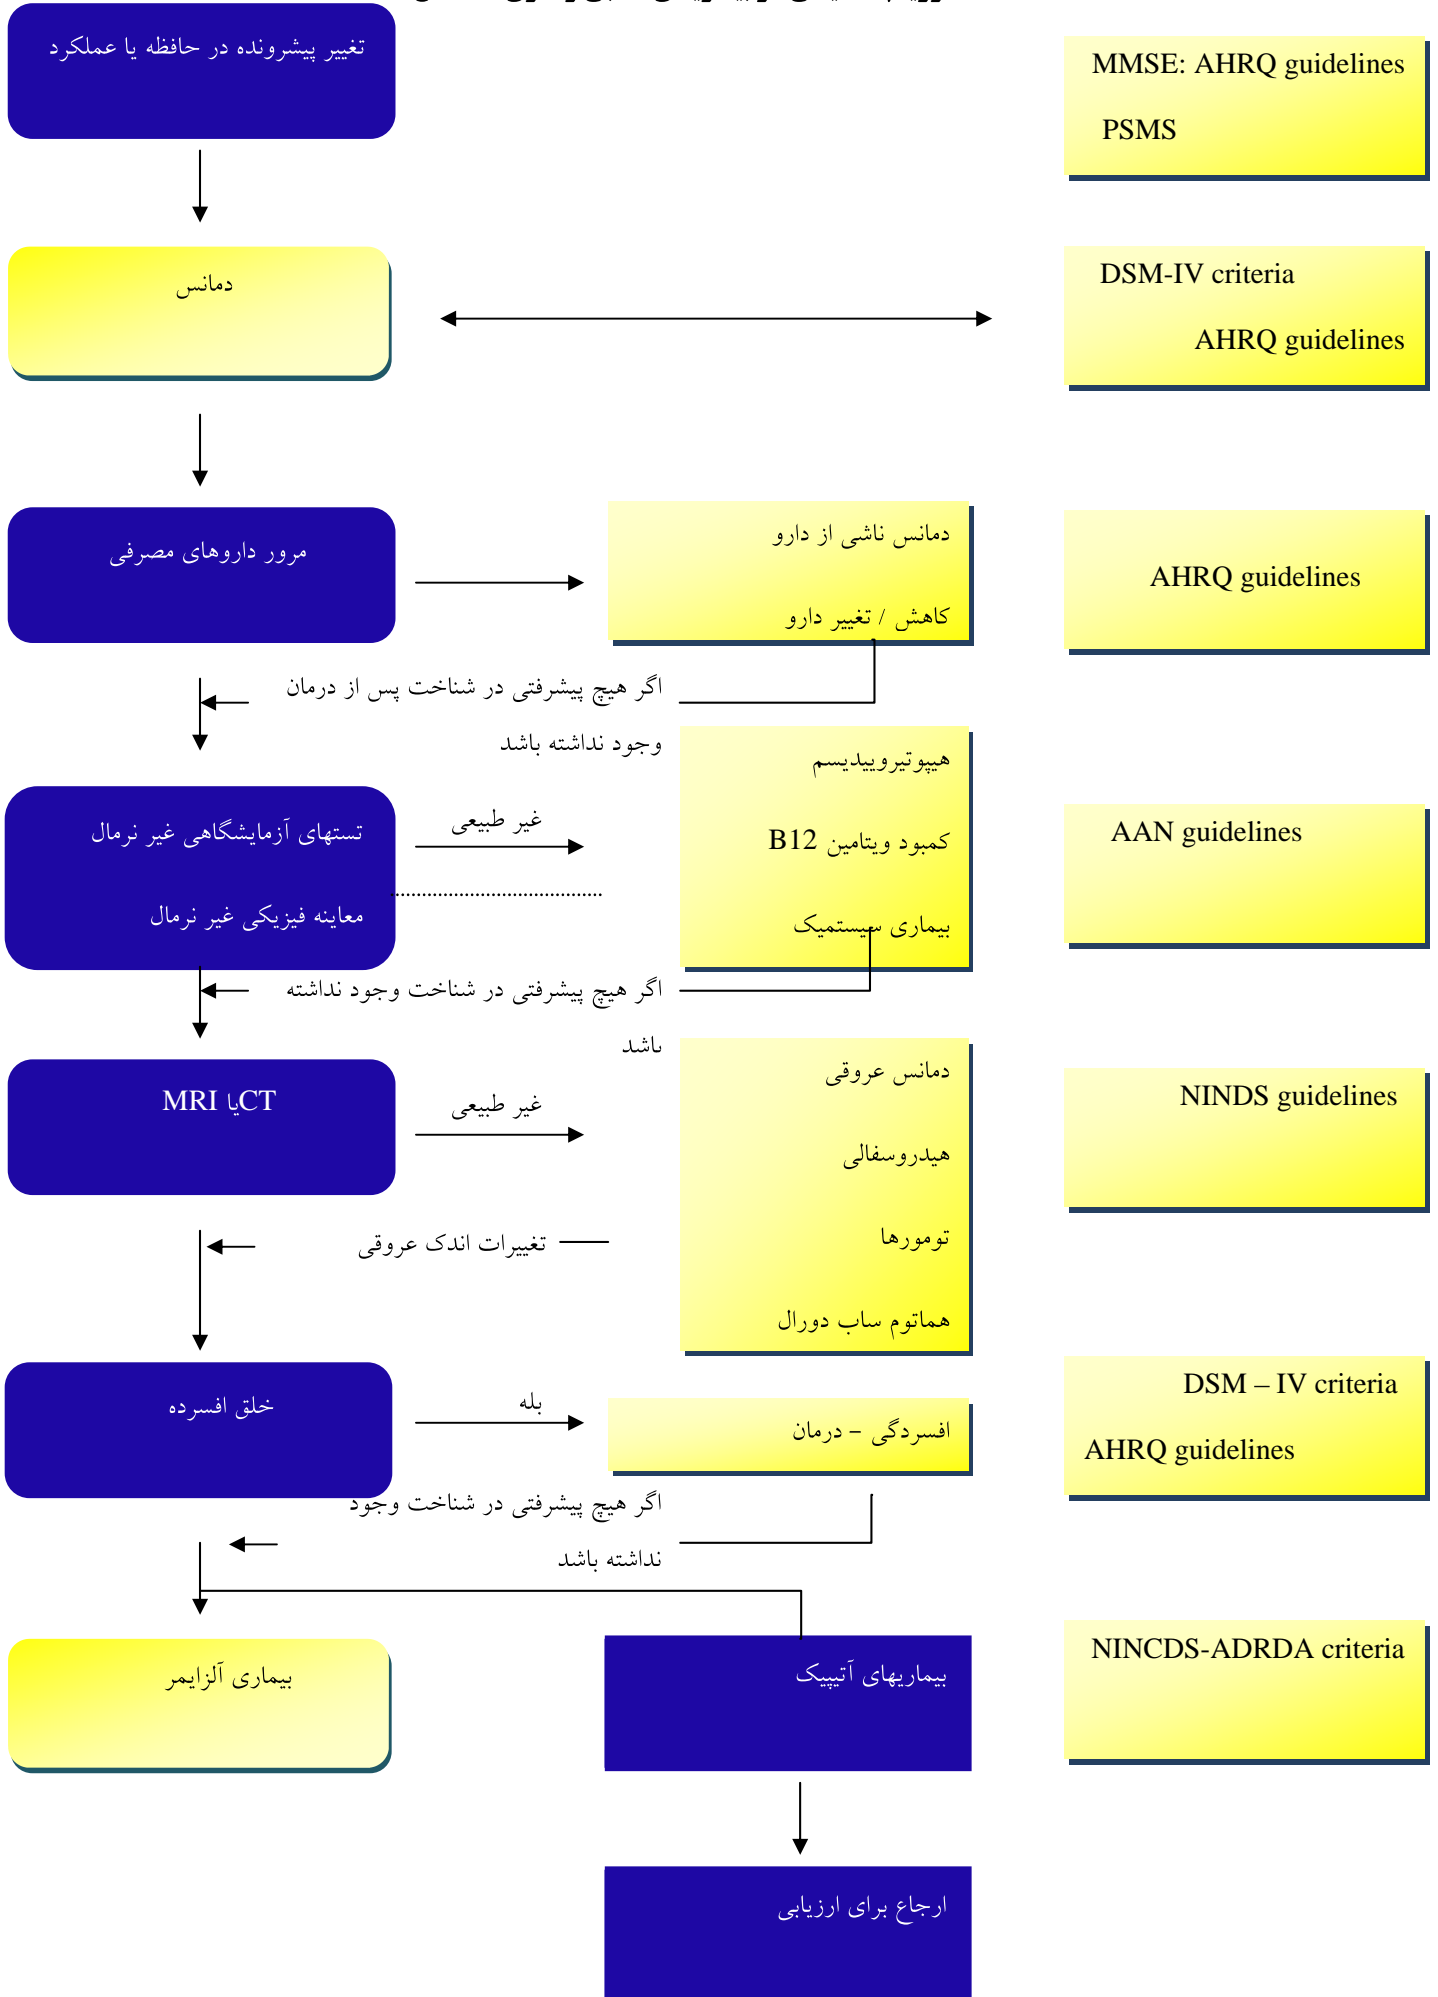 تغییر پیشرونده در حافظه یا عملکرد
MMSE: AHRQ guidelines
PSMS
دمانس
DSM-IV criteria
AHRQ guidelines
مرور داروهای مصرفی
دمانس ناشی از دارو
کاهش / تغییر دارو
AHRQ guidelines
اگر هیچ پیشرفتی در شناخت پس از درمان
وجود نداشته باشد
تستهای آزمایشگاهی غیر نرمال
معاینه فیزیکی غیر نرمال
غیر طبیعی
هیپوتیروییدیسم
کمبود ویتامین B12
بیماری سیستمیک
AAN guidelines
اگر هیچ پیشرفتی در شناخت وجود نداشته
باشد
CTیا MRI
غیر طبیعی
دمانس عروقی
هیدروسفالی
تومورها
هماتوم ساب دورال
NINDS guidelines
تغییرات اندک عروقی
خلق افسرده
بله
افسردگی – درمان
DSM – IV criteria
AHRQ guidelines
اگر هیچ پیشرفتی در شناخت وجود
نداشته باشد
بیماری آلزایمر
بیماریهای آتیپیک
NINCDS-ADRDA criteria
ارجاع برای ارزیابی